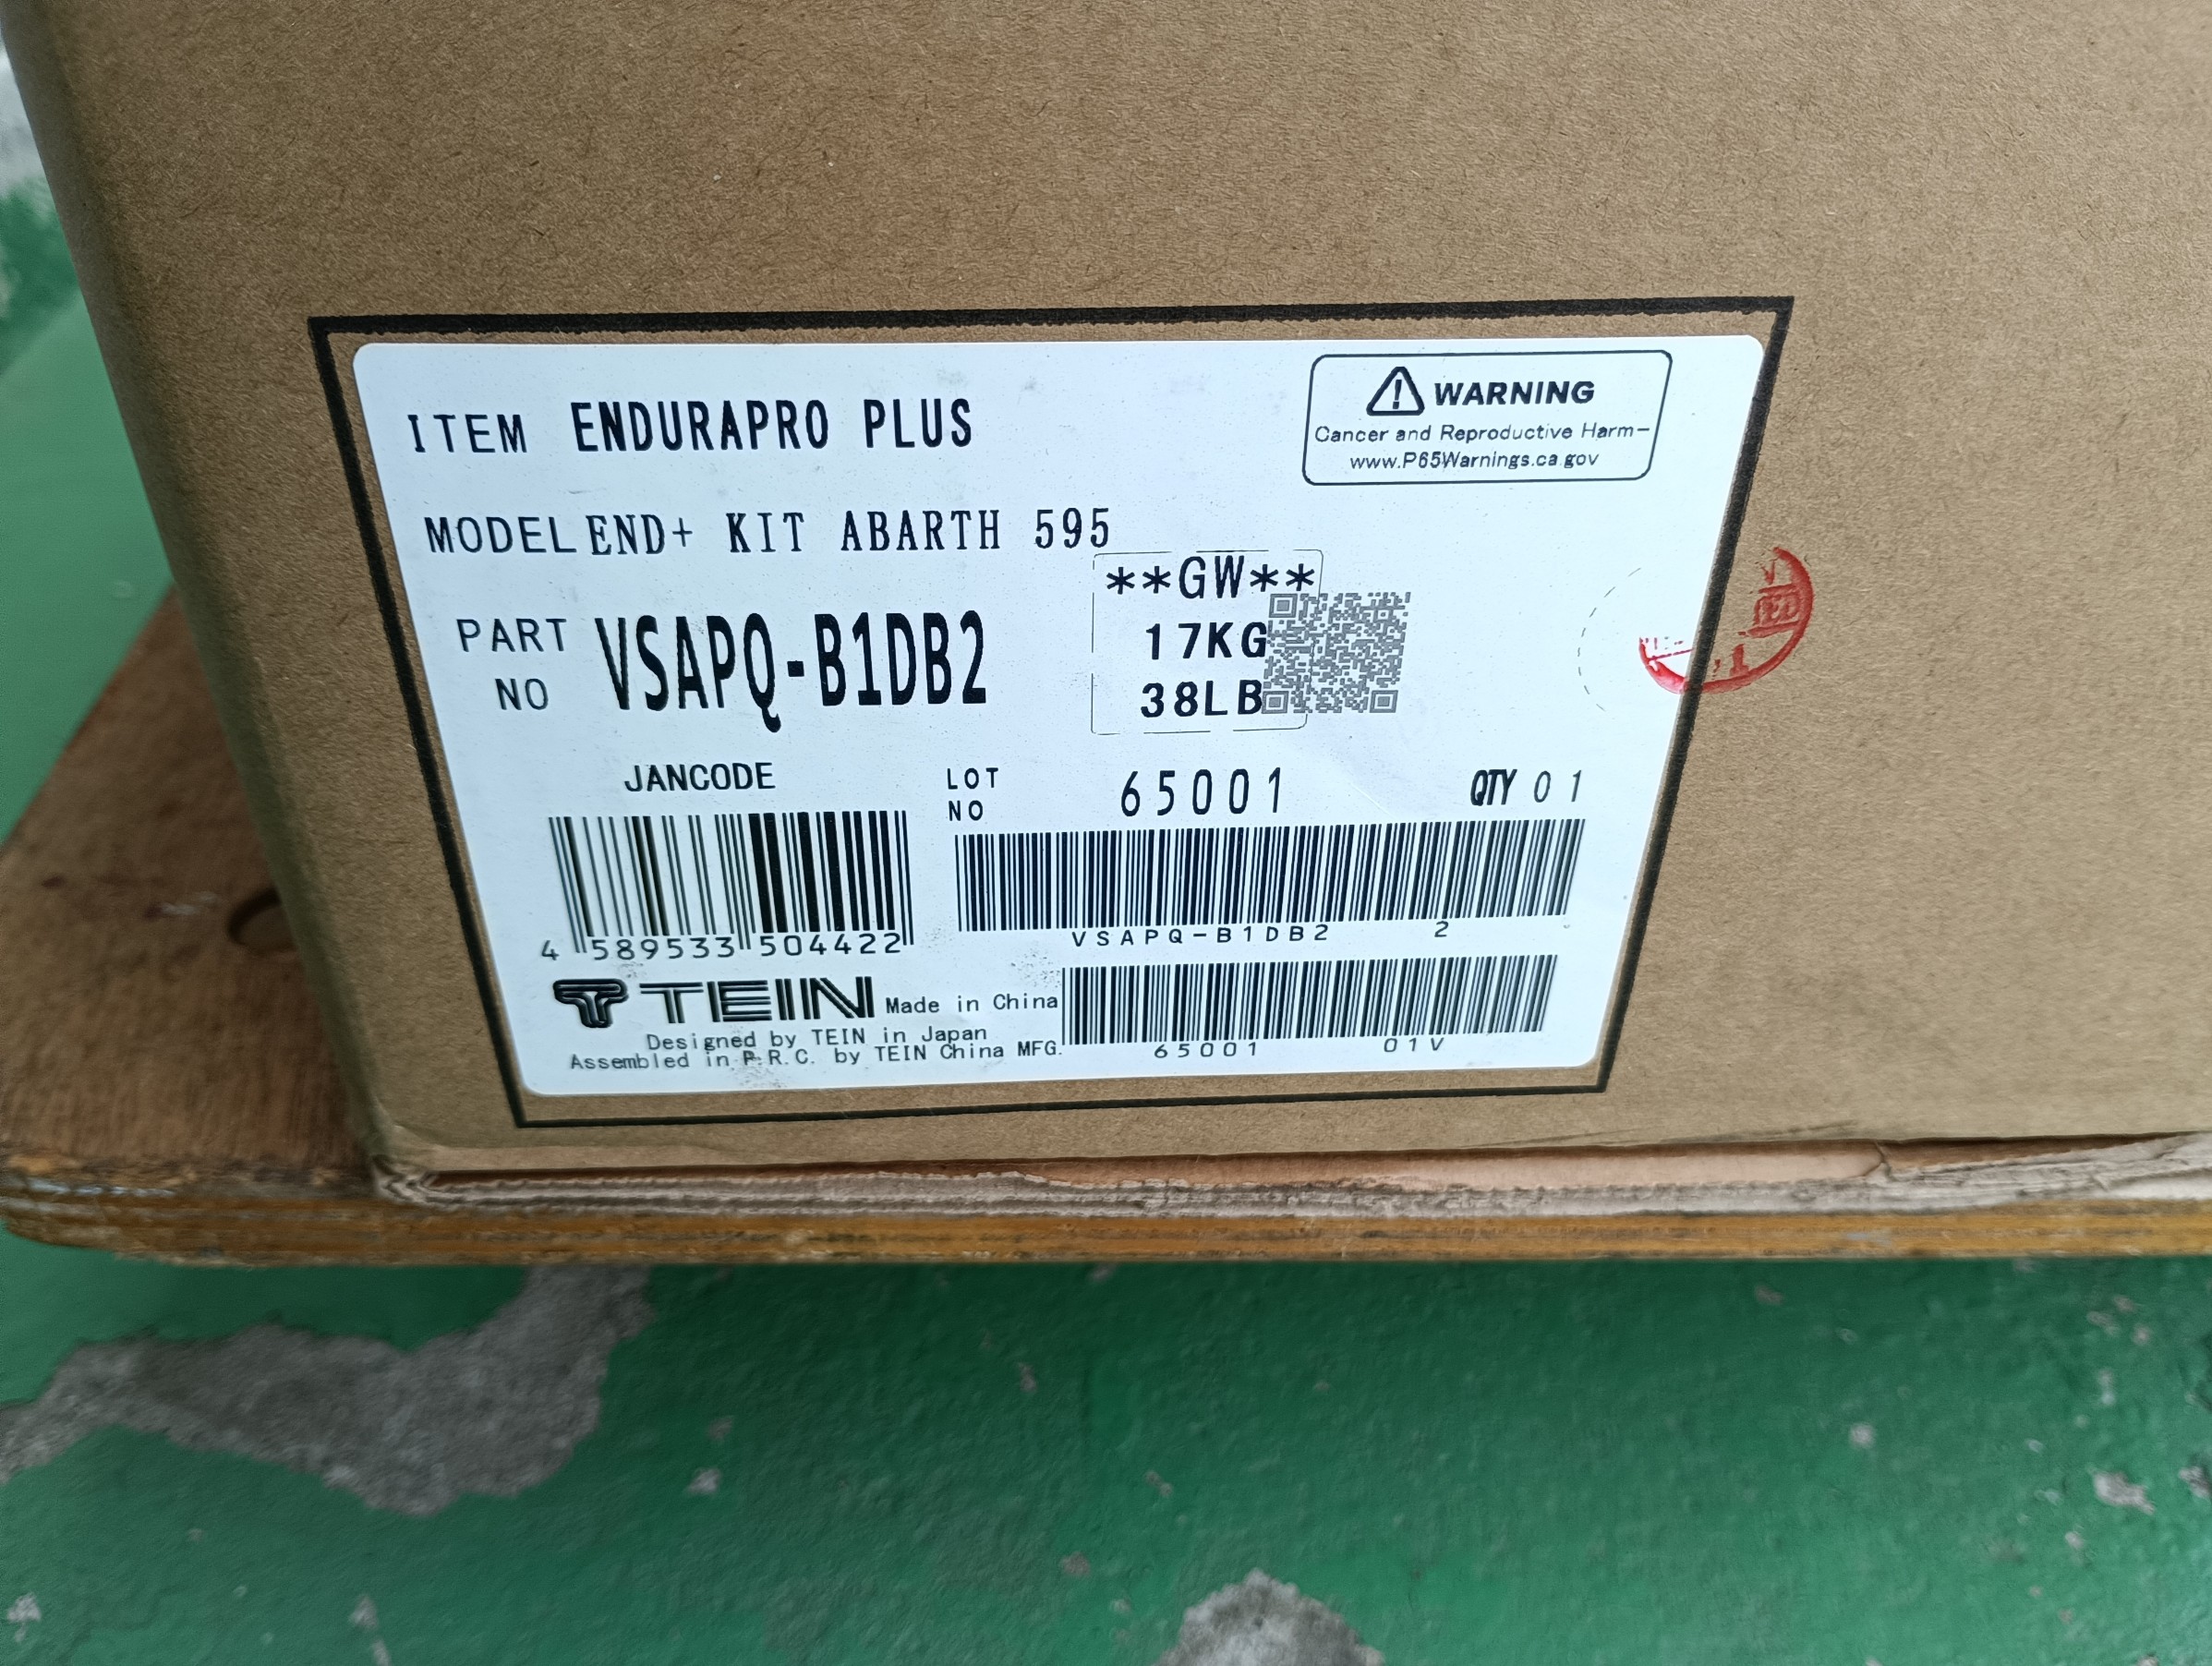 ITEM ENDURAPRO PLUS
WARNING
Cancer and Reproductive Harm-
www.P65Warnings.ca.gov
MODEL END+ KIT ABARTH 595
**GW**
17KG
38LB
PART NO VSAPQ-B1DB2
JANCODE
4 589533 504422
LOT NO 65001
QTY 01
VSAPQ-B1DB2 2
TEIN Made in China
Designed by TEIN in Japan
Assembled in P.R.C. by TEIN China MFG.
65001 01V